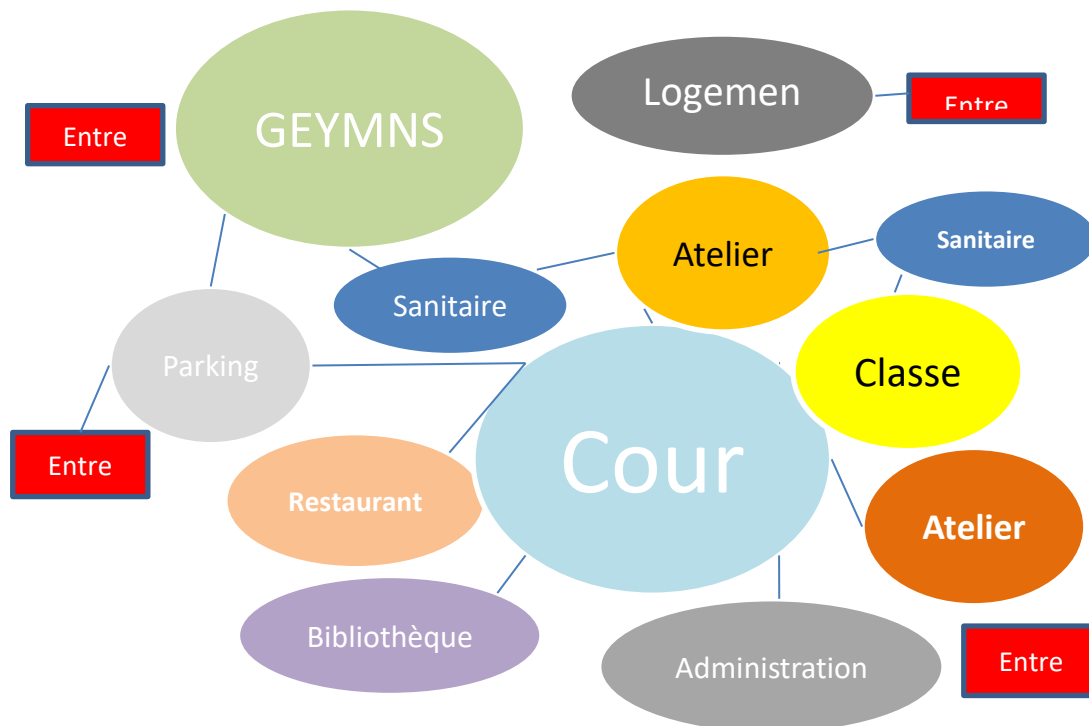 GEYMNS
Logemen
Entre
Entre
Atelier
Sanitaire
Sanitaire
Parking
Classe
Cour
Entre
Restaurant
Atelier
Bibliothèque
Administration
Entre